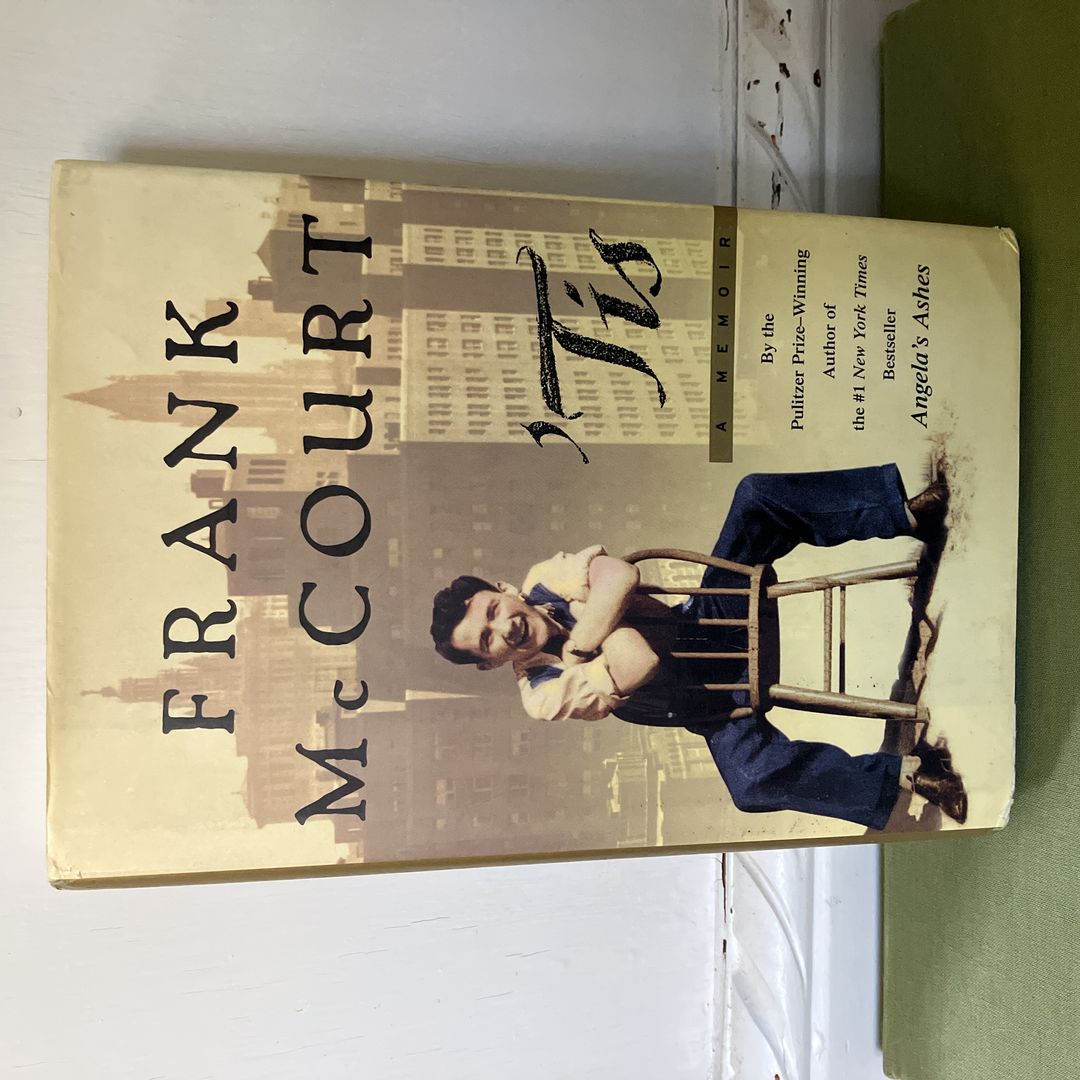 FRANK
McCOURT
'Tis
A MEMOIR
By the
Pulitzer Prize–Winning
Author of
the #1 New York Times
Bestseller
Angela's Ashes